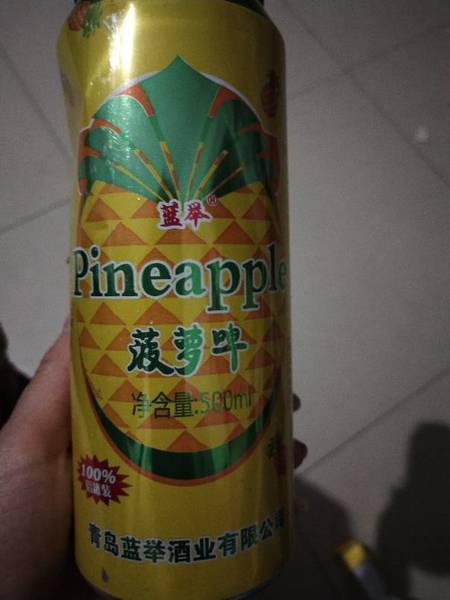 蓝举®
Pineapple
菠萝啤
净含量:500ml
100%
青岛蓝举酒业有限公司